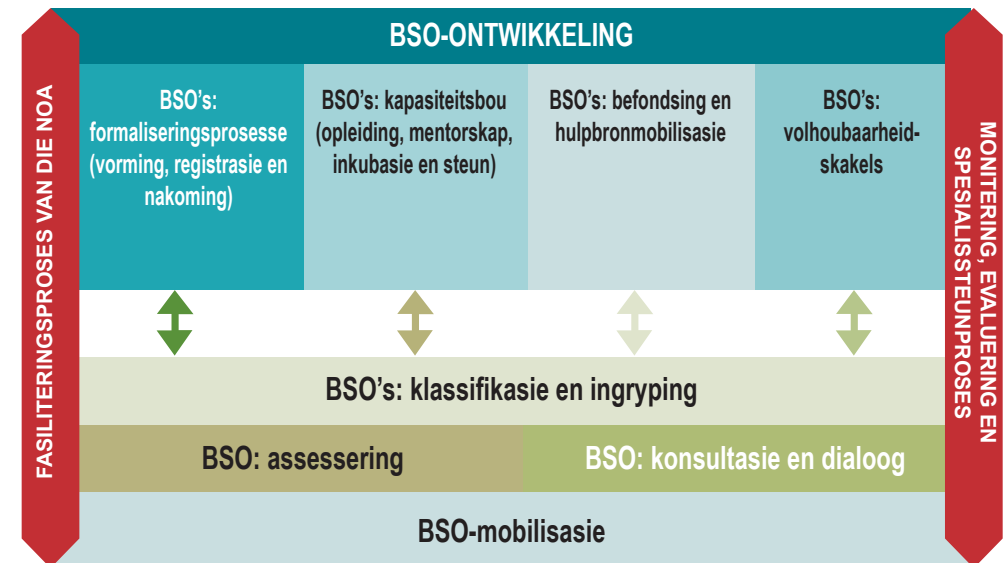 BSO-ONTWIKKELING
FASILITERINGSPROSES VAN DIE NOA
BSO’s:
formaliseringsprosesse
(vorming, registrasie en
nakoming)
BSO’s: kapasiteitsbou
(opleiding, mentorskap,
inkubasie en steun)
BSO’s: befondsing en
hulpbronmobilisasie
BSO’s:
volhoubaarheid-
skakels
MONITERING, EVALUERING EN
SPESIALISSTEUNPROSES
BSO’s: klassifikasie en ingryping
BSO: assessering
BSO: konsultasie en dialoog
BSO-mobilisasie